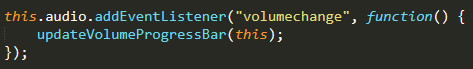 this.audio.addEventListener("volumechange", function() {
    updateVolumeProgressBar(this);
});